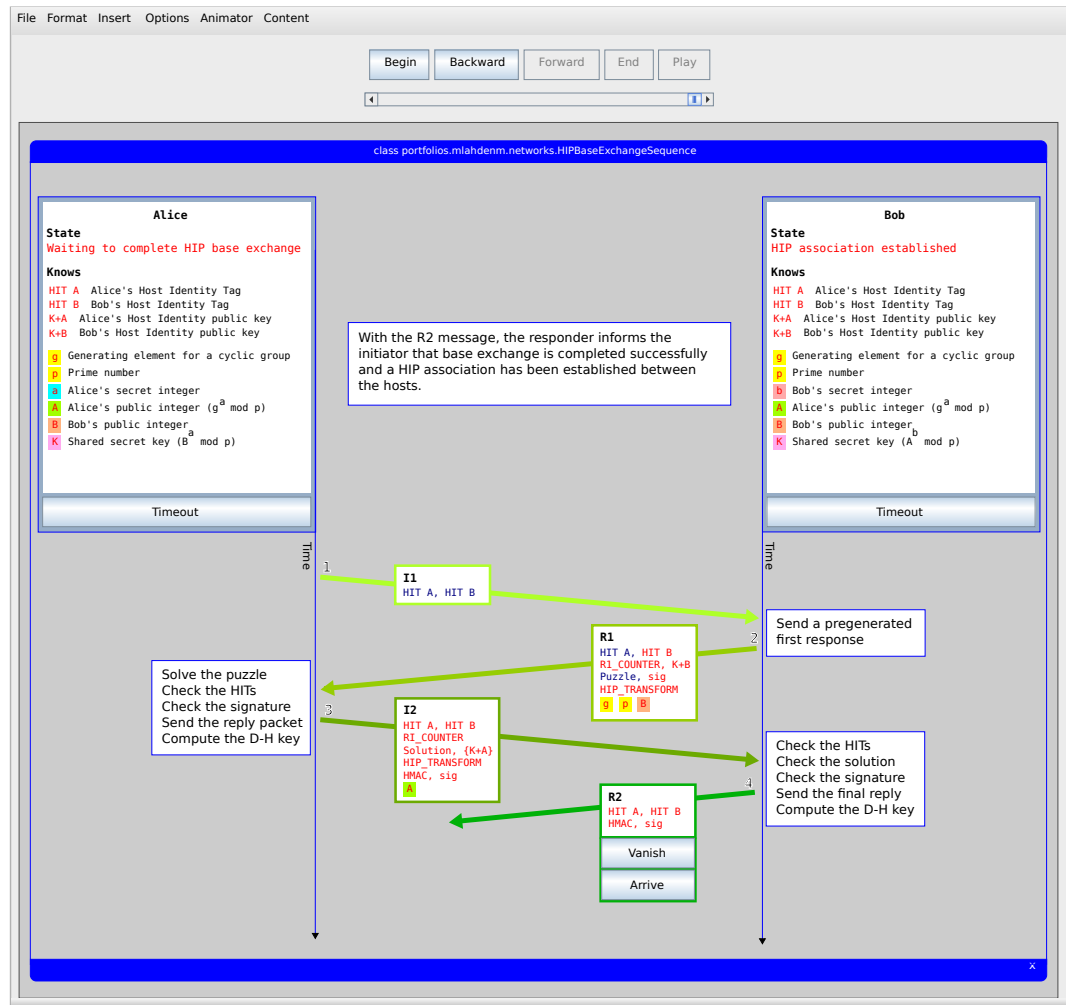 File Format Insert Options Animator Content
Begin Backward Forward End Play
class portfolios.mlahdenm.networks.HIPBaseExchangeSequence
Alice
State
Waiting to complete HIP base exchange
Knows
HIT A Alice's Host Identity Tag
HIT B Bob's Host Identity Tag
K+A Alice's Host Identity public key
K+B Bob's Host Identity public key
g Generating element for a cyclic group
p Prime number
a Alice's secret integer
A Alice's public integer (g^a mod p)
B Bob's public integer
K Shared secret key (B^a mod p)
Timeout
With the R2 message, the responder informs the
initiator that base exchange is completed successfully
and a HIP association has been established between
the hosts.
Bob
State
HIP association established
Knows
HIT A Alice's Host Identity Tag
HIT B Bob's Host Identity Tag
K+A Alice's Host Identity public key
K+B Bob's Host Identity public key
g Generating element for a cyclic group
p Prime number
b Bob's secret integer
A Alice's public integer (g^a mod p)
B Bob's public integer
K Shared secret key (A^b mod p)
Timeout
Time
Time
1
I1
HIT A, HIT B
Send a pregenerated
first response
2
R1
HIT A, HIT B
RI_COUNTER, K+B
Puzzle, sig
HIP_TRANSFORM
g p B
Solve the puzzle
Check the HITs
Check the signature
Send the reply packet
Compute the D-H key
3
I2
HIT A, HIT B
RI_COUNTER
Solution, {K+A}
HIP_TRANSFORM
HMAC, sig
A
Check the HITs
Check the solution
Check the signature
Send the final reply
Compute the D-H key
4
R2
HIT A, HIT B
HMAC, sig
Vanish
Arrive